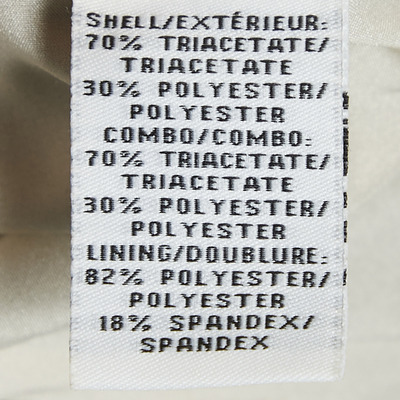 SHELL/EXTÉRIEUR:
70% TRIACETATE/
TRIACETATE
30% POLYESTER/
POLYESTER
COMBO/COMBO:
70% TRIACETATE/
TRIACETATE
30% POLYESTER/
POLYESTER
LINING/DOUBLURE:
82% POLYESTER/
POLYESTER
18% SPANDEX/
SPANDEX